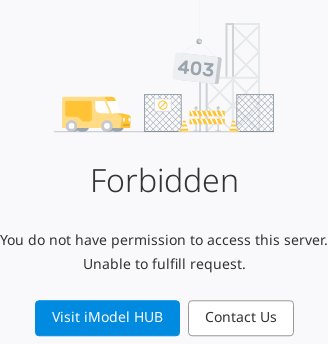 403
Forbidden
You do not have permission to access this server.
Unable to fulfill request.
Visit iModel HUB
Contact Us